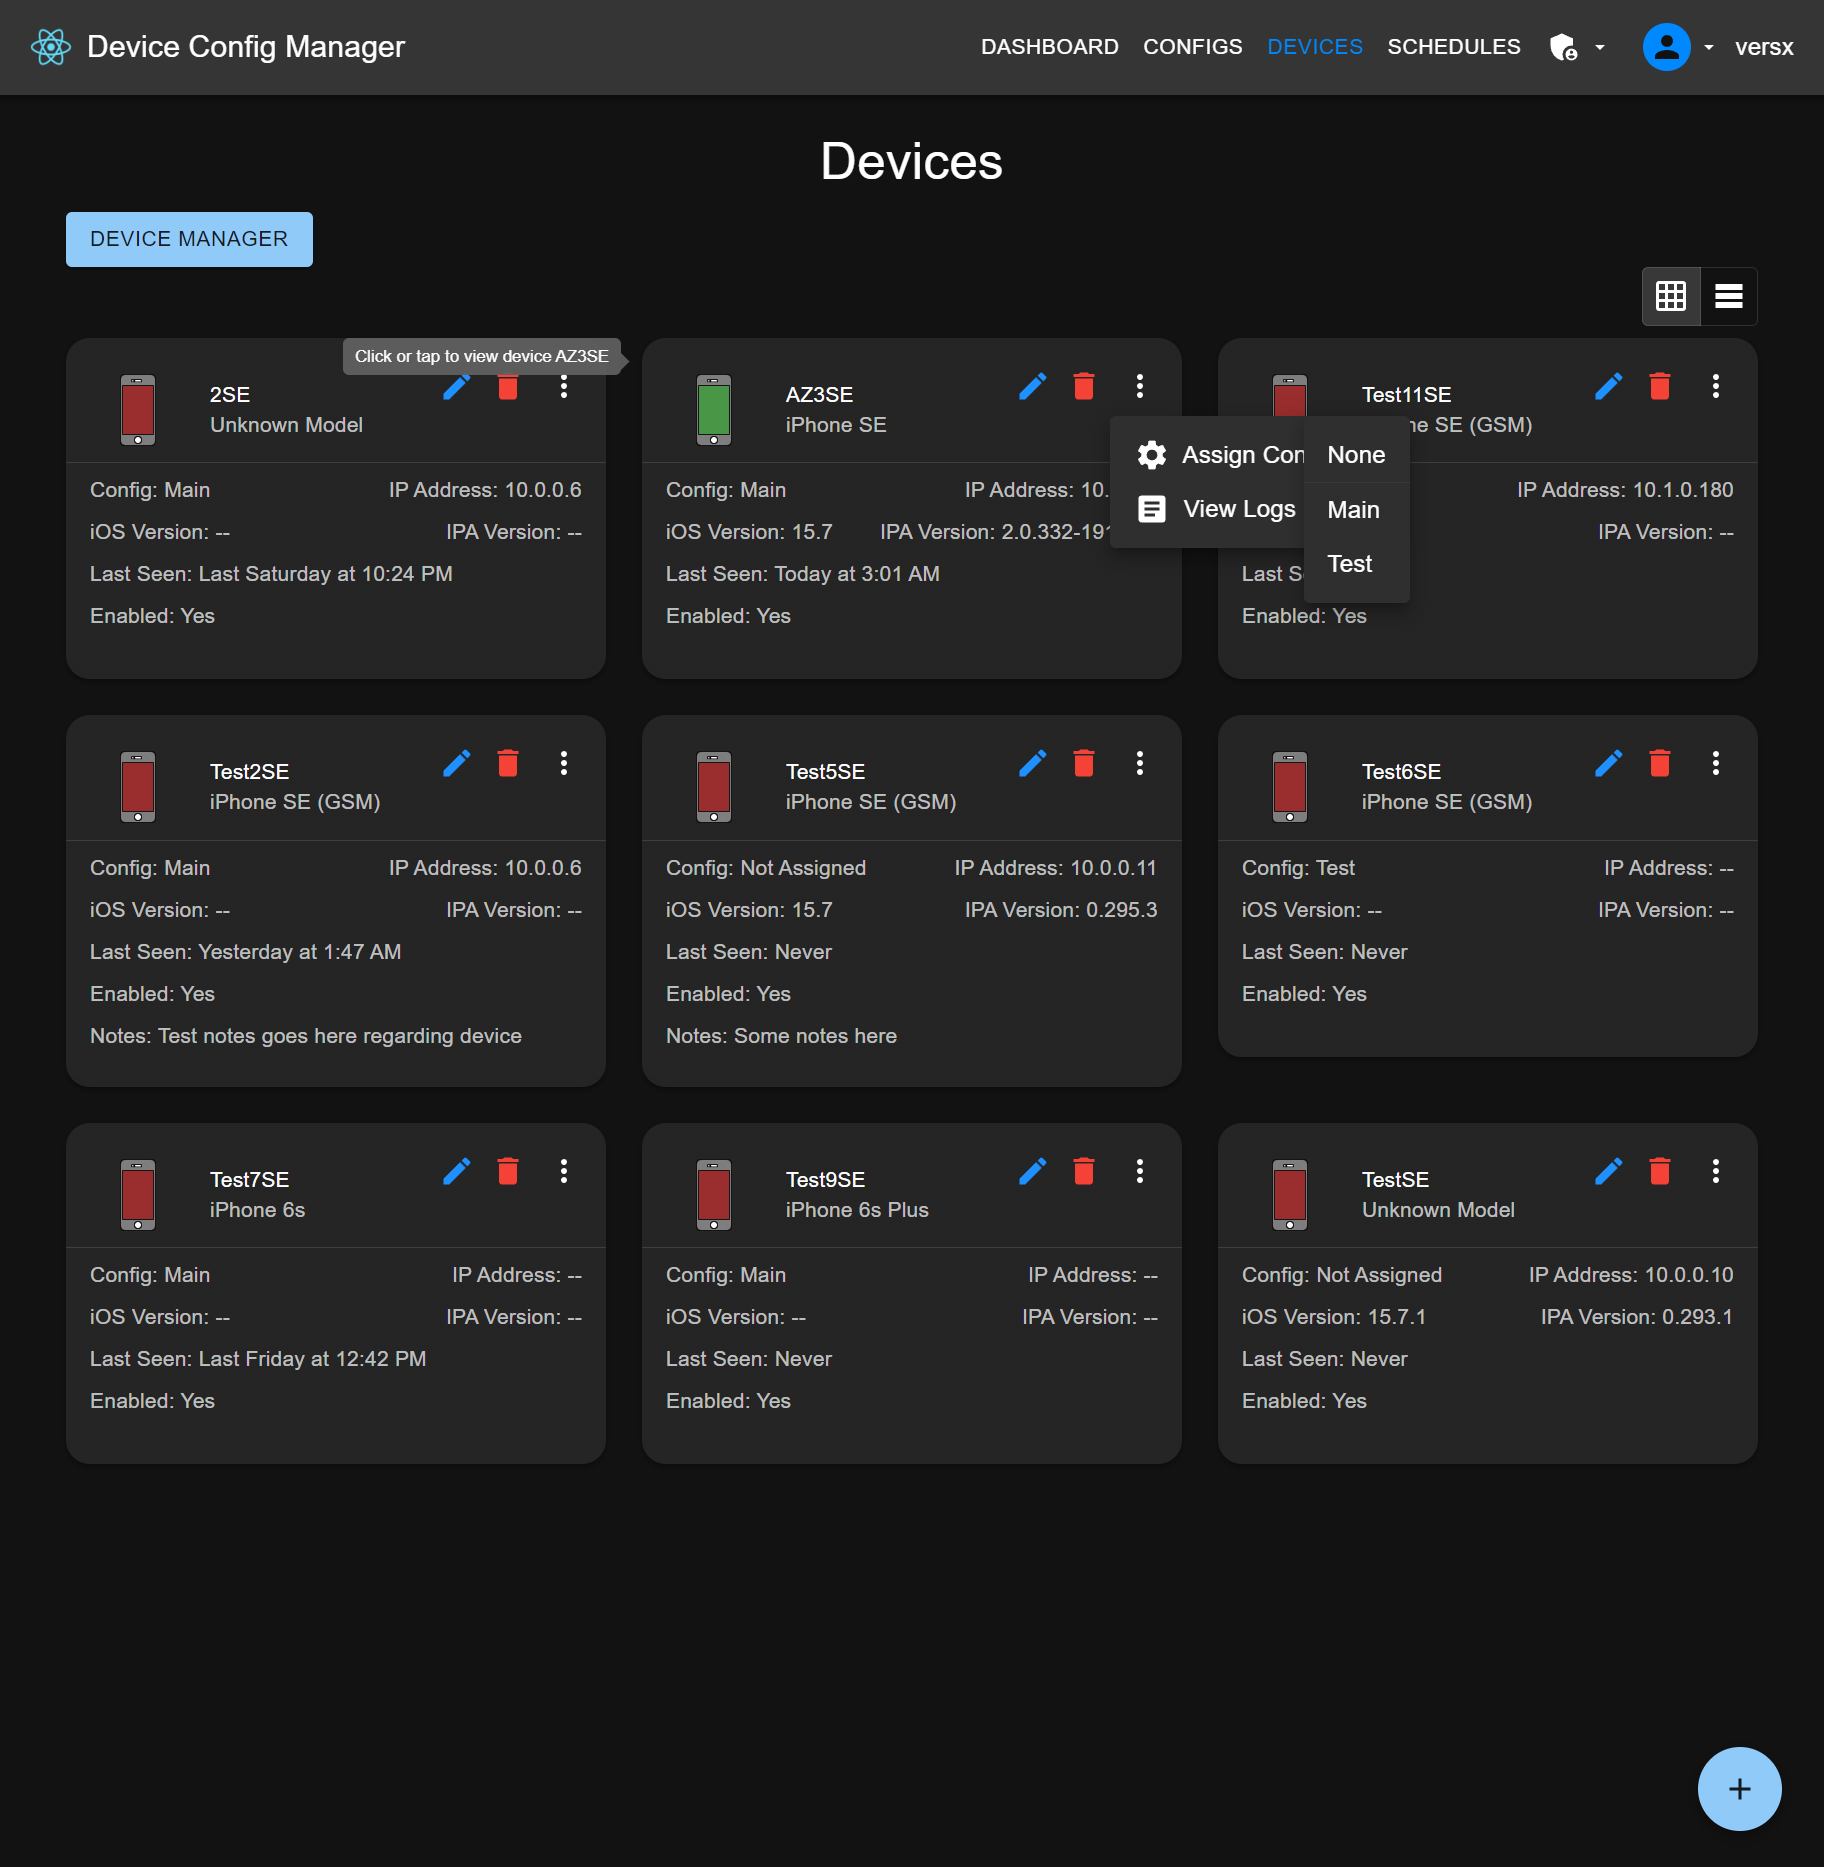 Device Config Manager
DASHBOARD CONFIGS DEVICES SCHEDULES versx
Devices
DEVICE MANAGER
Click or tap to view device AZ3SE
2SE
Unknown Model
Config: Main IP Address: 10.0.0.6
iOS Version: -- IPA Version: --
Last Seen: Last Saturday at 10:24 PM
Enabled: Yes
AZ3SE
iPhone SE
Config: Main IP Address: 10.
iOS Version: 15.7 IPA Version: 2.0.332-19
Last Seen: Today at 3:01 AM
Enabled: Yes
Assign Con
View Logs
None
Main
Test
Test11SE
ne SE (GSM)
IP Address: 10.1.0.180
IPA Version: --
Last S
Enabled: Yes
Test2SE
iPhone SE (GSM)
Config: Main IP Address: 10.0.0.6
iOS Version: -- IPA Version: --
Last Seen: Yesterday at 1:47 AM
Enabled: Yes
Notes: Test notes goes here regarding device
Test5SE
iPhone SE (GSM)
Config: Not Assigned IP Address: 10.0.0.11
iOS Version: 15.7 IPA Version: 0.295.3
Last Seen: Never
Enabled: Yes
Notes: Some notes here
Test6SE
iPhone SE (GSM)
Config: Test IP Address: --
iOS Version: -- IPA Version: --
Last Seen: Never
Enabled: Yes
Test7SE
iPhone 6s
Config: Main IP Address: --
iOS Version: -- IPA Version: --
Last Seen: Last Friday at 12:42 PM
Enabled: Yes
Test9SE
iPhone 6s Plus
Config: Main IP Address: --
iOS Version: -- IPA Version: --
Last Seen: Never
Enabled: Yes
TestSE
Unknown Model
Config: Not Assigned IP Address: 10.0.0.10
iOS Version: 15.7.1 IPA Version: 0.293.1
Last Seen: Never
Enabled: Yes